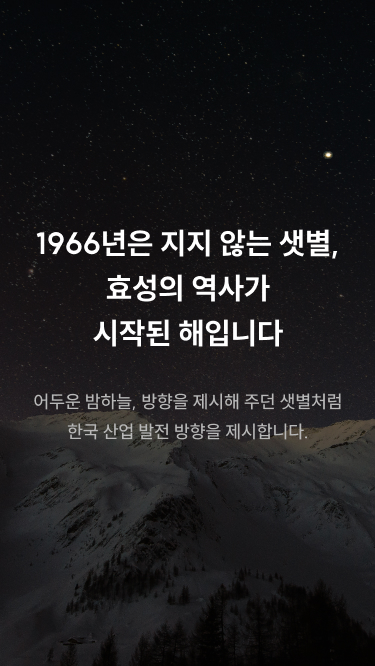 1966년은 지지 않는 샛별,
효성의 역사가
시작된 해입니다
어두운 밤하늘, 방향을 제시해 주던 샛별처럼
한국 산업 발전 방향을 제시합니다.